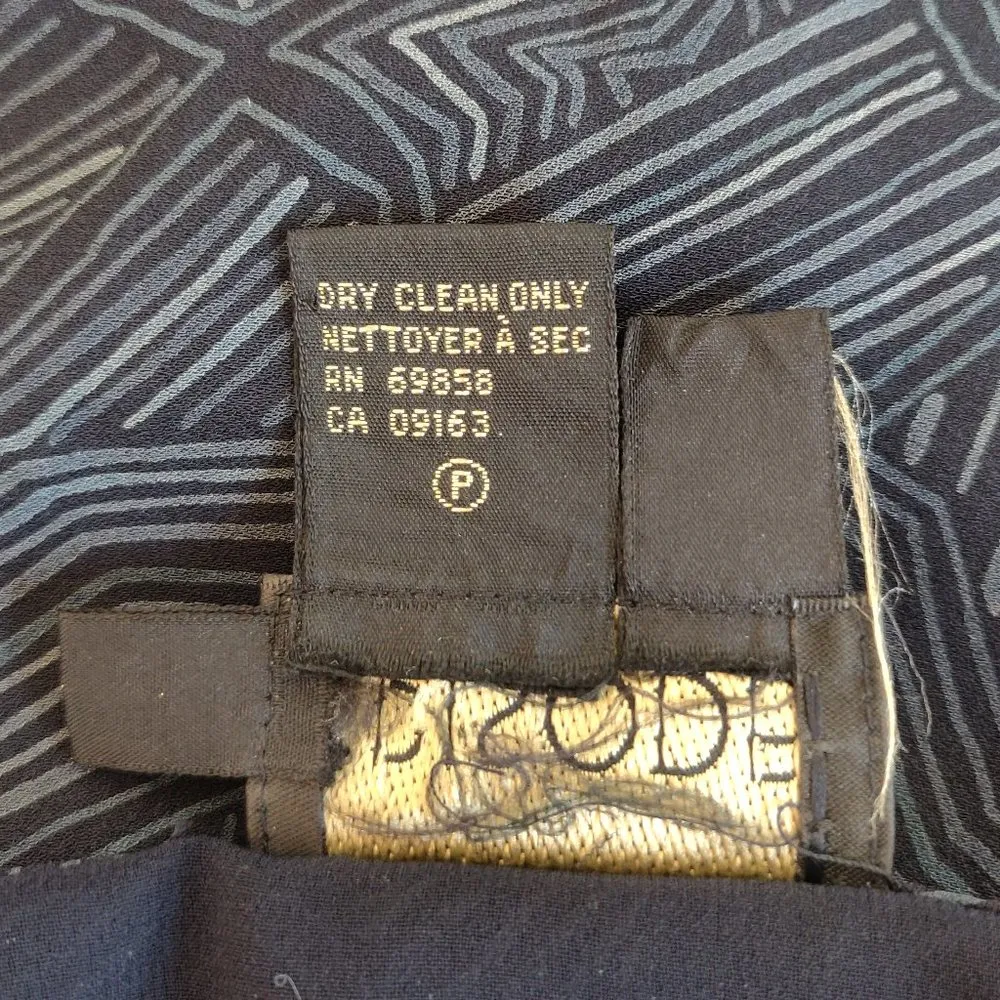 DRY CLEAN ONLY
NETTOYER À SEC
RN 69858
CA 09163
P